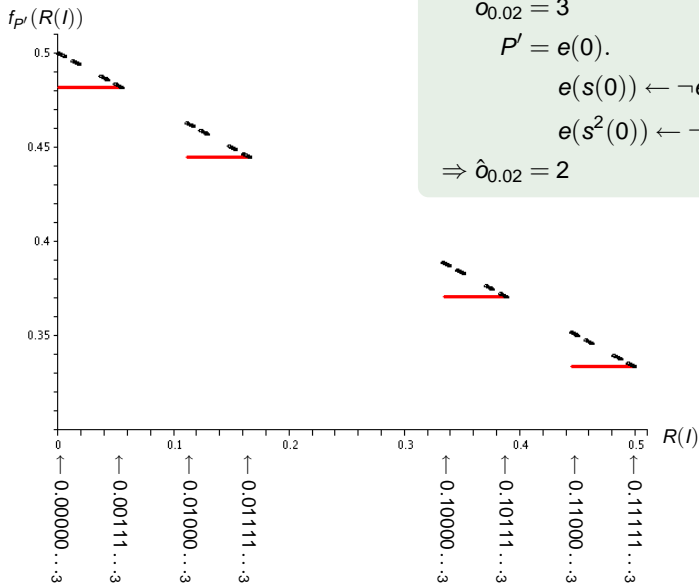 f_{P'}(R(I))
o_{0.02} = 3
P' = e(0).
e(s(0)) ← ¬e
e(s²(0)) ← ¬
⇒ ô_{0.02} = 2
0.5
0.45
0.4
0.35
0 0.1 0.2 0.3 0.4 0.5 R(I)
→ 0.00000...₃
→ 0.00111...₃
→ 0.01000...₃
→ 0.01111...₃
→ 0.10000...₃
→ 0.10111...₃
→ 0.11000...₃
→ 0.11111...₃